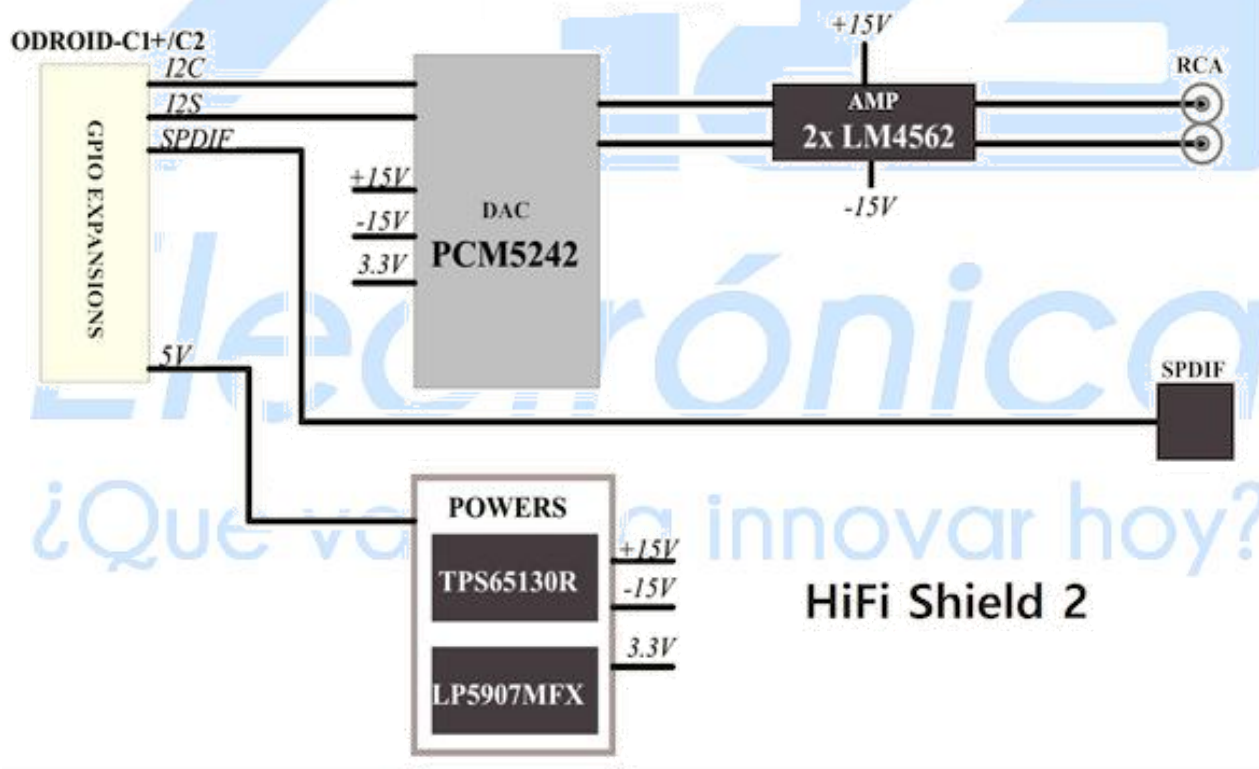 ODROID-C1+/C2
I2C
I2S
SPDIF
GPIO EXPANSIONS
5V
+15V
-15V
3.3V
DAC
PCM5242
+15V
AMP
2x LM4562
-15V
RCA
SPDIF
POWERS
TPS65130R
LP5907MFX
+15V
-15V
3.3V
HiFi Shield 2
Electrónica
¿Que va a innovar hoy?